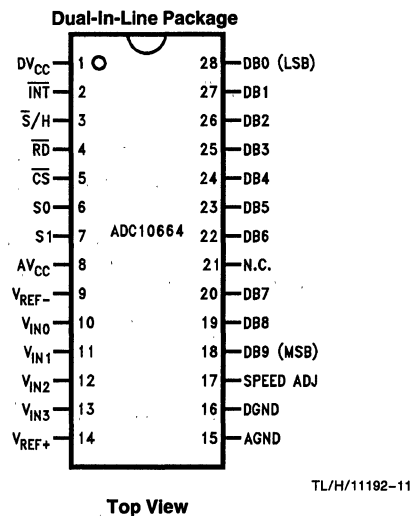 Dual-In-Line Package
DVCC 1 28 DB0 (LSB)
INT 2 27 DB1
S/H 3 26 DB2
RD 4 25 DB3
CS 5 24 DB4
S0 6 23 DB5
S1 7 ADC10664 22 DB6
AVCC 8 21 N.C.
VREF- 9 20 DB7
VIN0 10 19 DB8
VIN1 11 18 DB9 (MSB)
VIN2 12 17 SPEED ADJ
VIN3 13 16 DGND
VREF+ 14 15 AGND
TL/H/11192-11
Top View